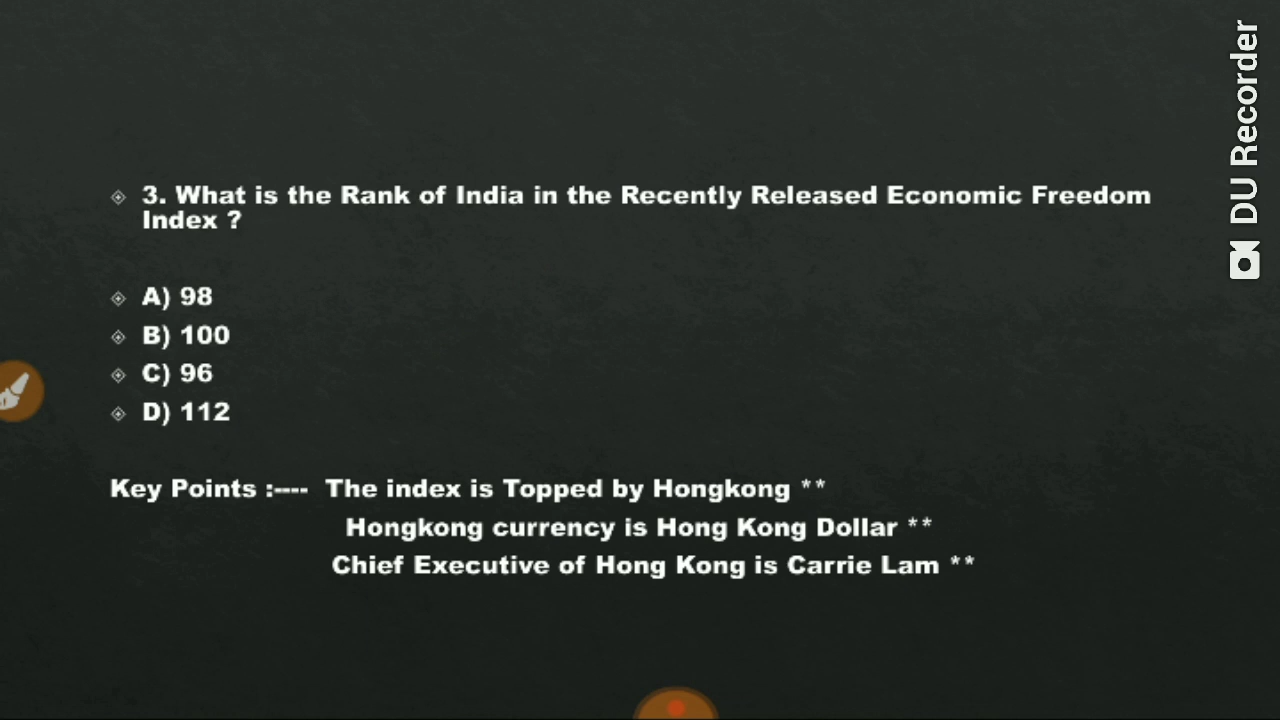 3. What is the Rank of India in the Recently Released Economic Freedom
Index ?
A) 98
B) 100
C) 96
D) 112
Key Points :---- The index is Topped by Hongkong **
Hongkong currency is Hong Kong Dollar **
Chief Executive of Hong Kong is Carrie Lam **
DU Recorder